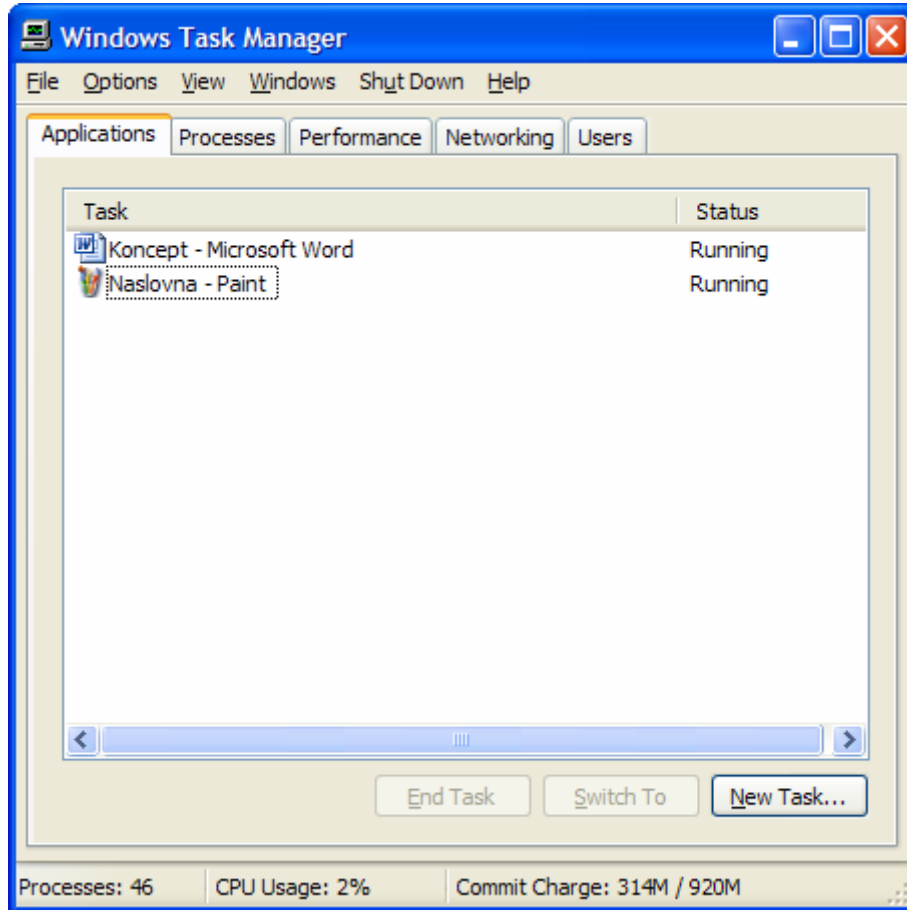 Windows Task Manager
File Options View Windows Shut Down Help
Applications Processes Performance Networking Users
Task Status
Koncept - Microsoft Word Running
Naslovna - Paint Running
End Task Switch To New Task...
Processes: 46 CPU Usage: 2% Commit Charge: 314M / 920M